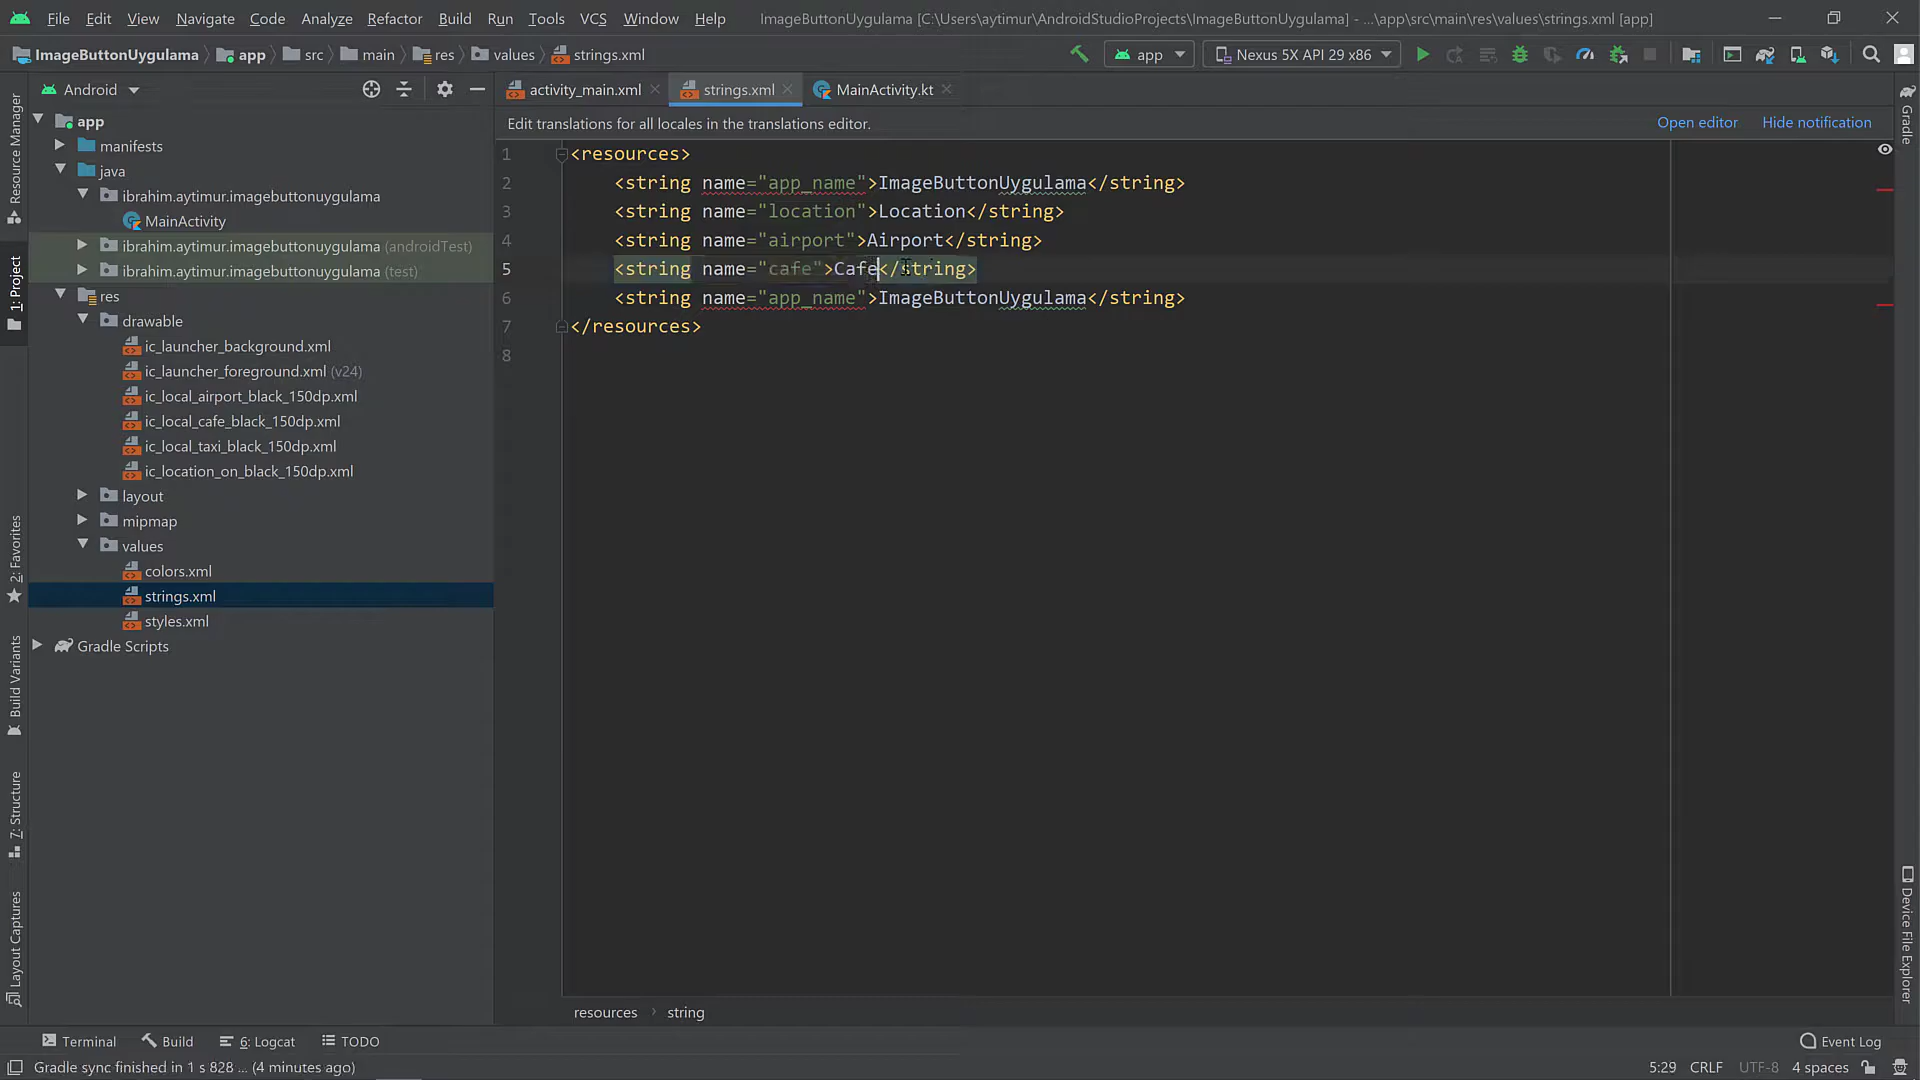 File Edit View Navigate Code Analyze Refactor Build Run Tools VCS Window Help ImageButtonUygulama [C:\Users\aytimur\AndroidStudioProjects\ImageButtonUygulama] - ...\app\src\main\res\values\strings.xml [app]
ImageButtonUygulama app src main res values strings.xml app Nexus 5X API 29 x86
Android activity_main.xml strings.xml MainActivity.kt
Edit translations for all locales in the translations editor. Open editor Hide notification
app
manifests
java
ibrahim.aytimur.imagebuttonuygulama
MainActivity
ibrahim.aytimur.imagebuttonuygulama (androidTest)
ibrahim.aytimur.imagebuttonuygulama (test)
res
drawable
ic_launcher_background.xml
ic_launcher_foreground.xml (v24)
ic_local_airport_black_150dp.xml
ic_local_cafe_black_150dp.xml
ic_local_taxi_black_150dp.xml
ic_location_on_black_150dp.xml
layout
mipmap
values
colors.xml
strings.xml
styles.xml
Gradle Scripts
1 <resources>
2 <string name="app_name">ImageButtonUygulama</string>
3 <string name="location">Location</string>
4 <string name="airport">Airport</string>
5 <string name="cafe">Cafe</string>
6 <string name="app_name">ImageButtonUygulama</string>
7 </resources>
8
Resource Manager
1: Project
2: Favorites
Build Variants
7: Structure
Layout Captures
Gradle
Device File Explorer
resources string
Terminal Build 6: Logcat TODO Event Log
Gradle sync finished in 1 s 828 ... (4 minutes ago) 5:29 CRLF UTF-8 4 spaces